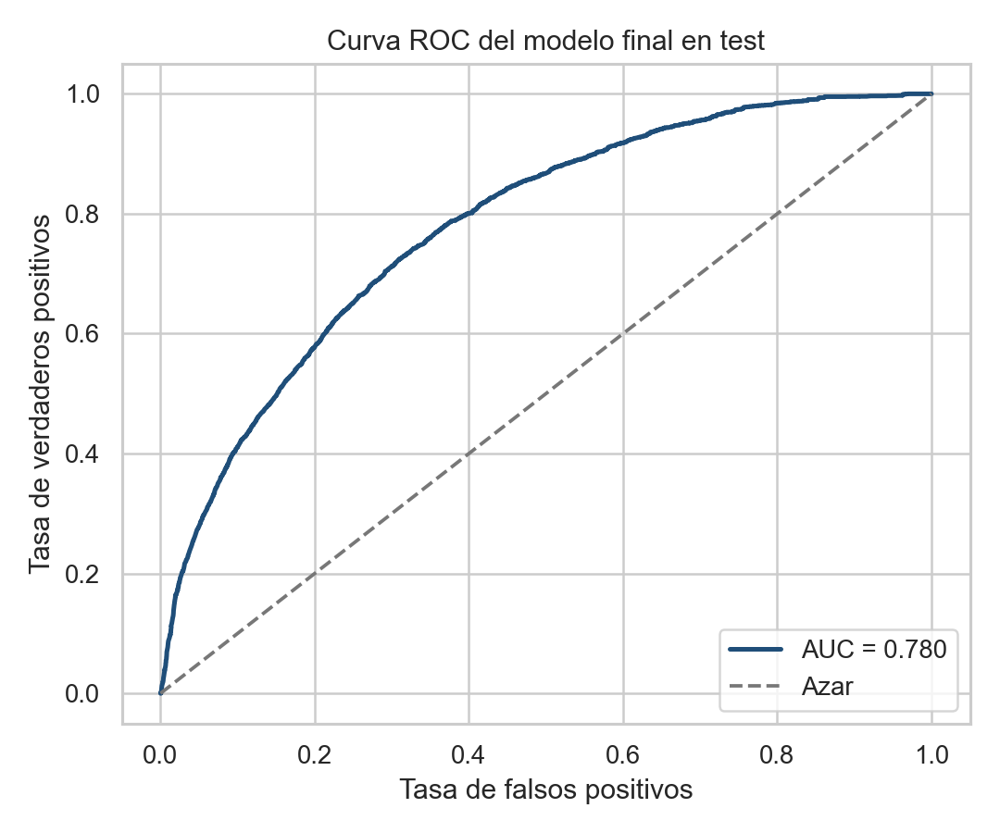 Curva ROC del modelo final en test
Tasa de verdaderos positivos
1.0
0.8
0.6
0.4
0.2
0.0
0.0 0.2 0.4 0.6 0.8 1.0
Tasa de falsos positivos
AUC = 0.780
Azar